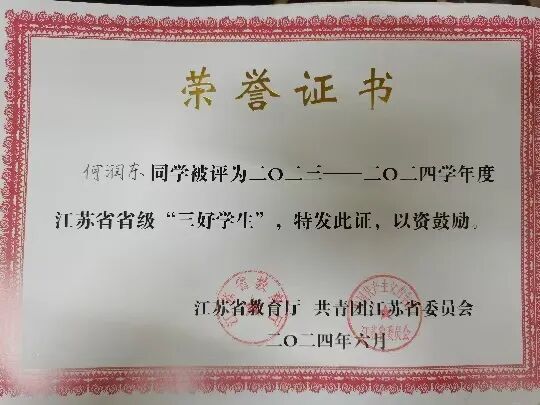 荣誉证书
何润东同学被评为二〇二三——二〇二四学年度
江苏省省级“三好学生”，特发此证，以资鼓励。
江苏省教育厅 共青团江苏省委员会
二〇二四年六月